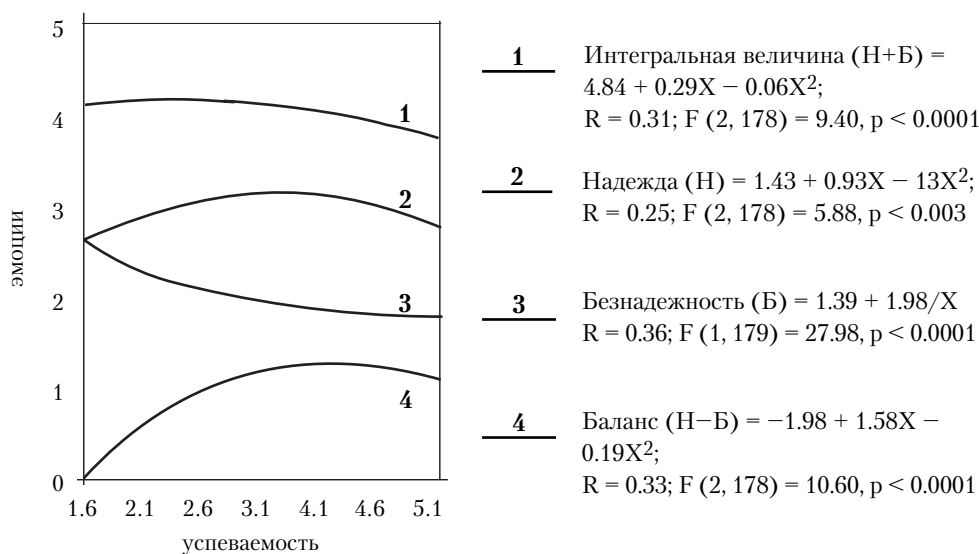 5
4
3
2
1
0
эмоции
1
2
3
4
1.6 2.1 2.6 3.1 4.1 4.6 5.1
успеваемость
1 Интегральная величина (Н+Б) =
4.84 + 0.29X − 0.06X²;
R = 0.31; F (2, 178) = 9.40, p < 0.0001
2 Надежда (Н) = 1.43 + 0.93X − 13X²;
R = 0.25; F (2, 178) = 5.88, p < 0.003
3 Безнадежность (Б) = 1.39 + 1.98/X
R = 0.36; F (1, 179) = 27.98, p < 0.0001
4 Баланс (Н−Б) = −1.98 + 1.58X −
0.19X²;
R = 0.33; F (2, 178) = 10.60, p < 0.0001